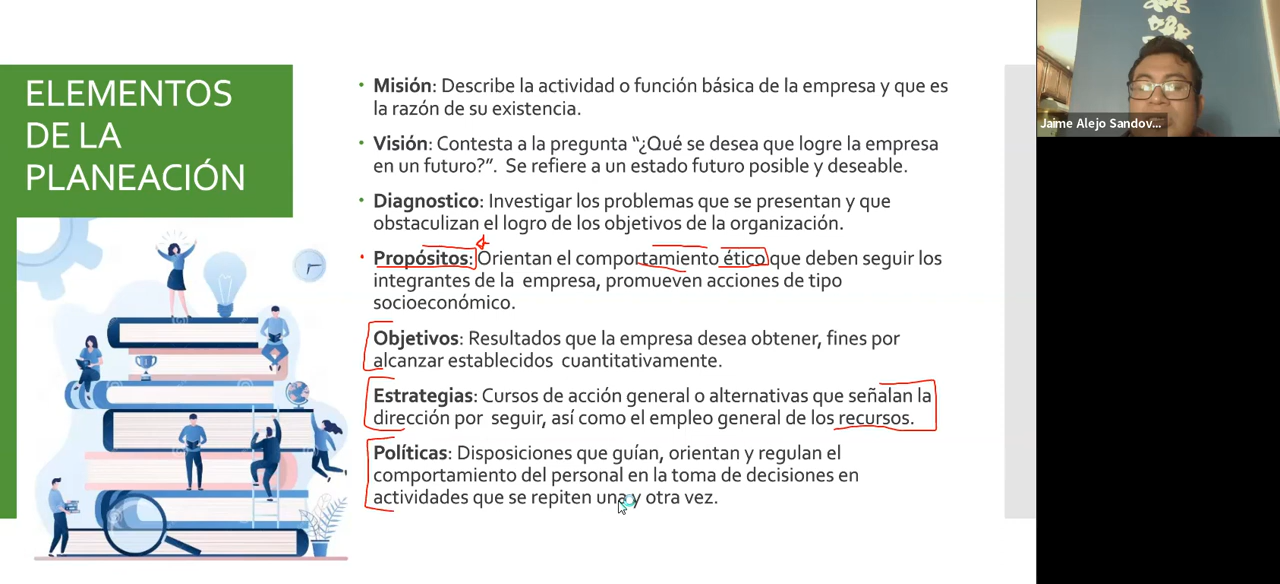 ELEMENTOS
DE LA
PLANEACIÓN
• Misión: Describe la actividad o función básica de la empresa y que es
la razón de su existencia.
• Visión: Contesta a la pregunta “¿Qué se desea que logre la empresa
en un futuro?”. Se refiere a un estado futuro posible y deseable.
• Diagnostico: Investigar los problemas que se presentan y que
obstaculizan el logro de los objetivos de la organización.
• Propósitos: Orientan el comportamiento ético que deben seguir los
integrantes de la empresa, promueven acciones de tipo
socioeconómico.
Objetivos: Resultados que la empresa desea obtener, fines por
alcanzar establecidos cuantitativamente.
Estrategias: Cursos de acción general o alternativas que señalan la
dirección por seguir, así como el empleo general de los recursos.
Políticas: Disposiciones que guían, orientan y regulan el
comportamiento del personal en la toma de decisiones en
actividades que se repiten una y otra vez.
Jaime Alejo Sandov...